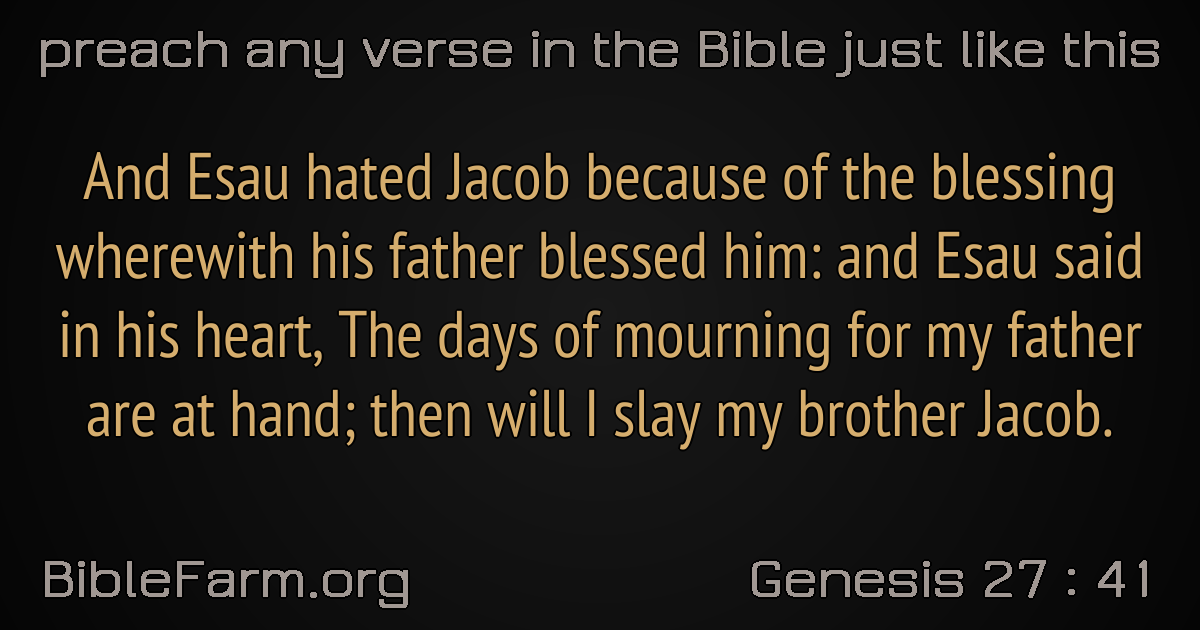 preach any verse in the Bible just like this
And Esau hated Jacob because of the blessing
wherewith his father blessed him: and Esau said
in his heart, The days of mourning for my father
are at hand; then will I slay my brother Jacob.
BibleFarm.org
Genesis 27 : 41